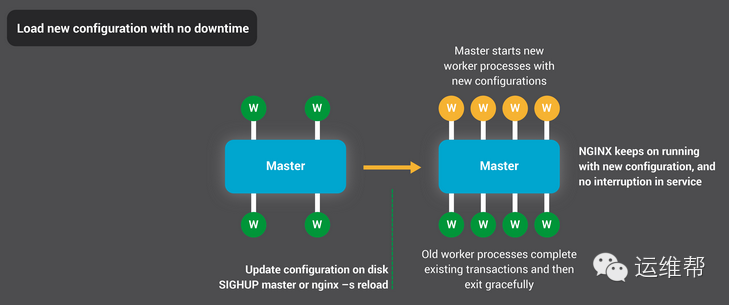 Load new configuration with no downtime
Master starts new
worker processes with
new configurations
W W
W W W W
Master
Master
NGINX keeps on running
with new configuration, and
no interruption in service
W W
W W W W
Update configuration on disk
SIGHUP master or nginx –s reload
Old worker processes complete
existing transactions and then
exit gracefully
运维帮